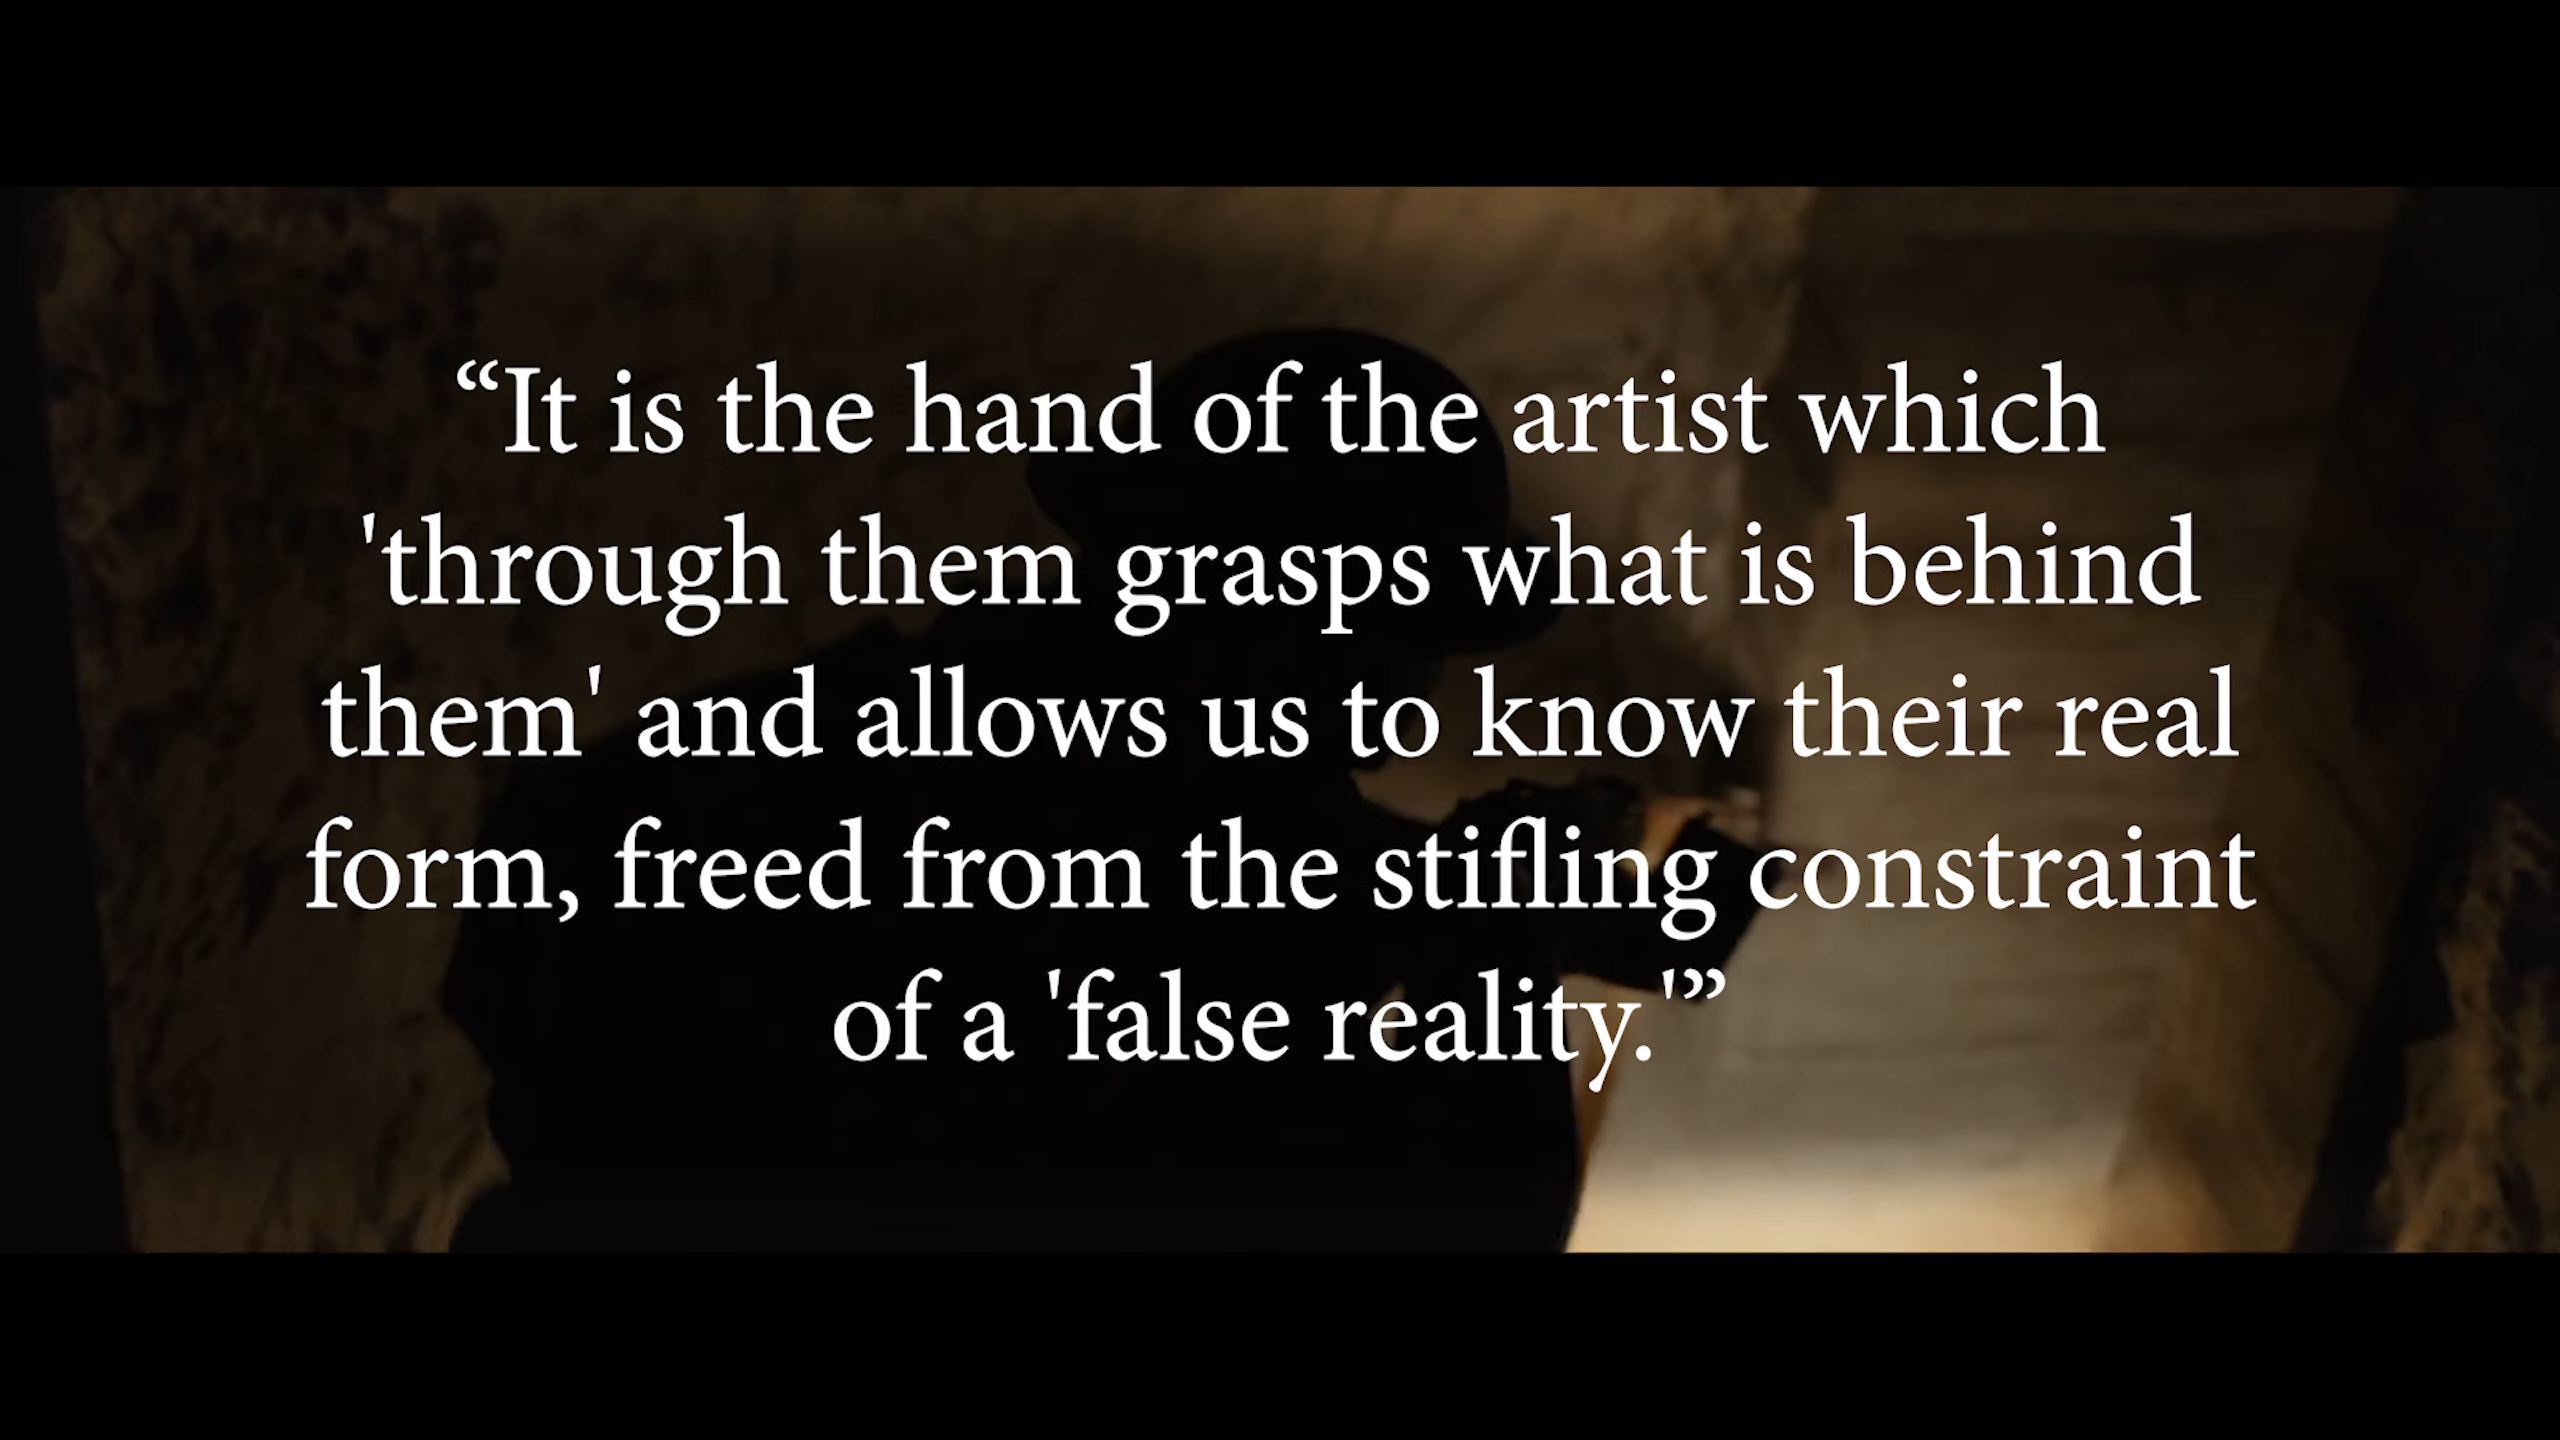 “It is the hand of the artist which
'through them grasps what is behind
them' and allows us to know their real
form, freed from the stifling constraint
of a 'false reality.'”